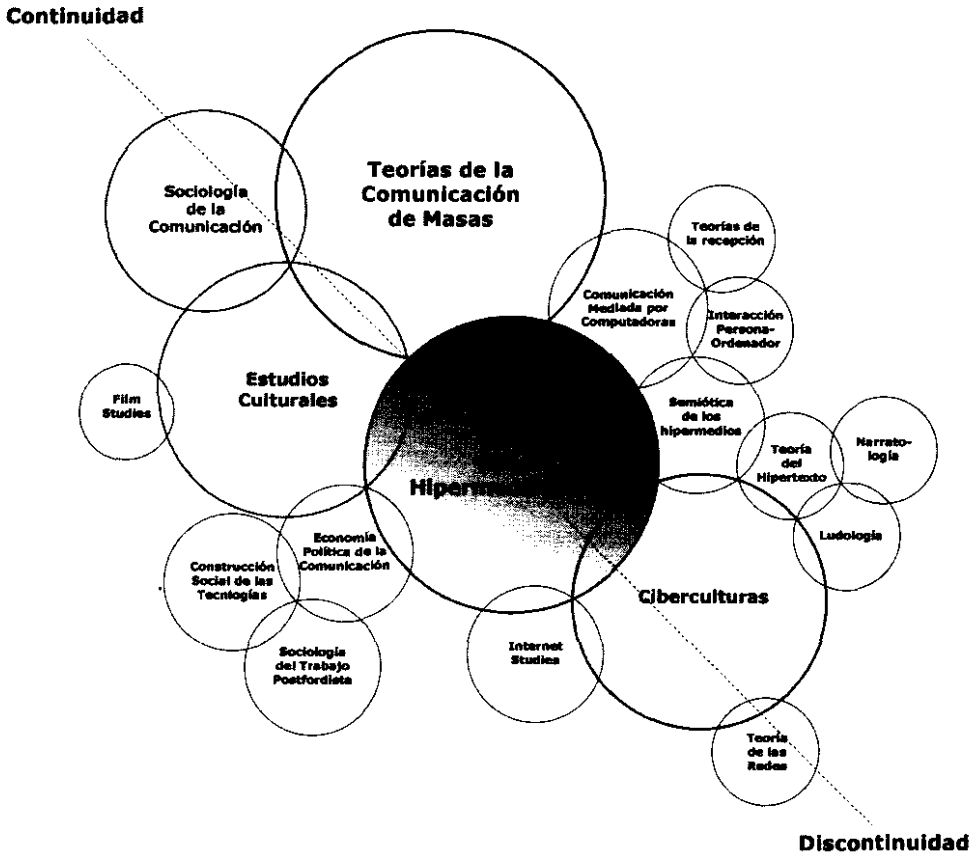 Continuidad
Teorías de la
Comunicación
de Masas
Sociología
de la
Comunicación
Teorías de
la recepción
Comunicación
Mediada por
Computadoras
Interacción
Persona-
Ordenador
Estudios
Culturales
Film
Studies
Semiótica
de los
hipermedios
Teoría
del
Hipertexto
Narrato-
logía
Ludología
Economía
Política de la
Comunicación
Construcción
Social de las
Tecnlogías
Sociología
del Trabajo
Postfordista
Internet
Studies
Ciberculturas
Teoría
de las
Redes
Discontinuidad